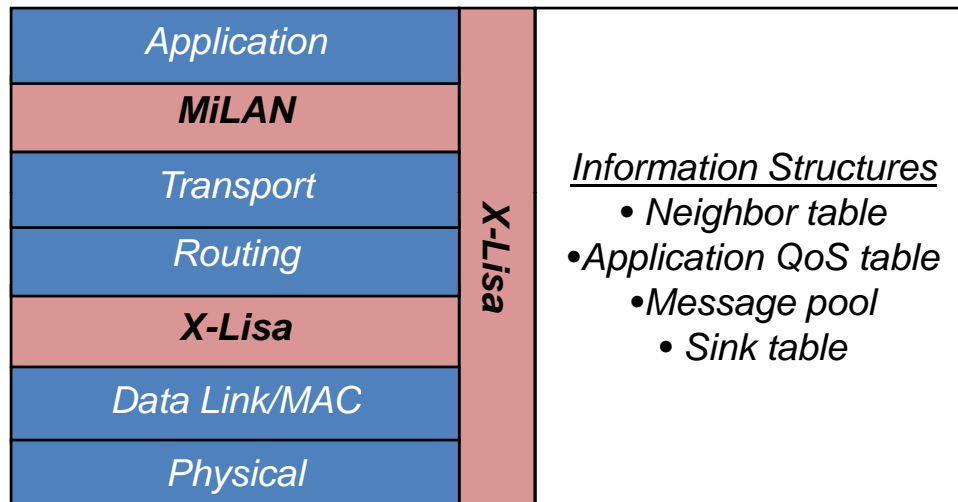 Application
MiLAN
Transport
Routing
X-Lisa
Data Link/MAC
Physical
X-Lisa
Information Structures
• Neighbor table
•Application QoS table
•Message pool
• Sink table